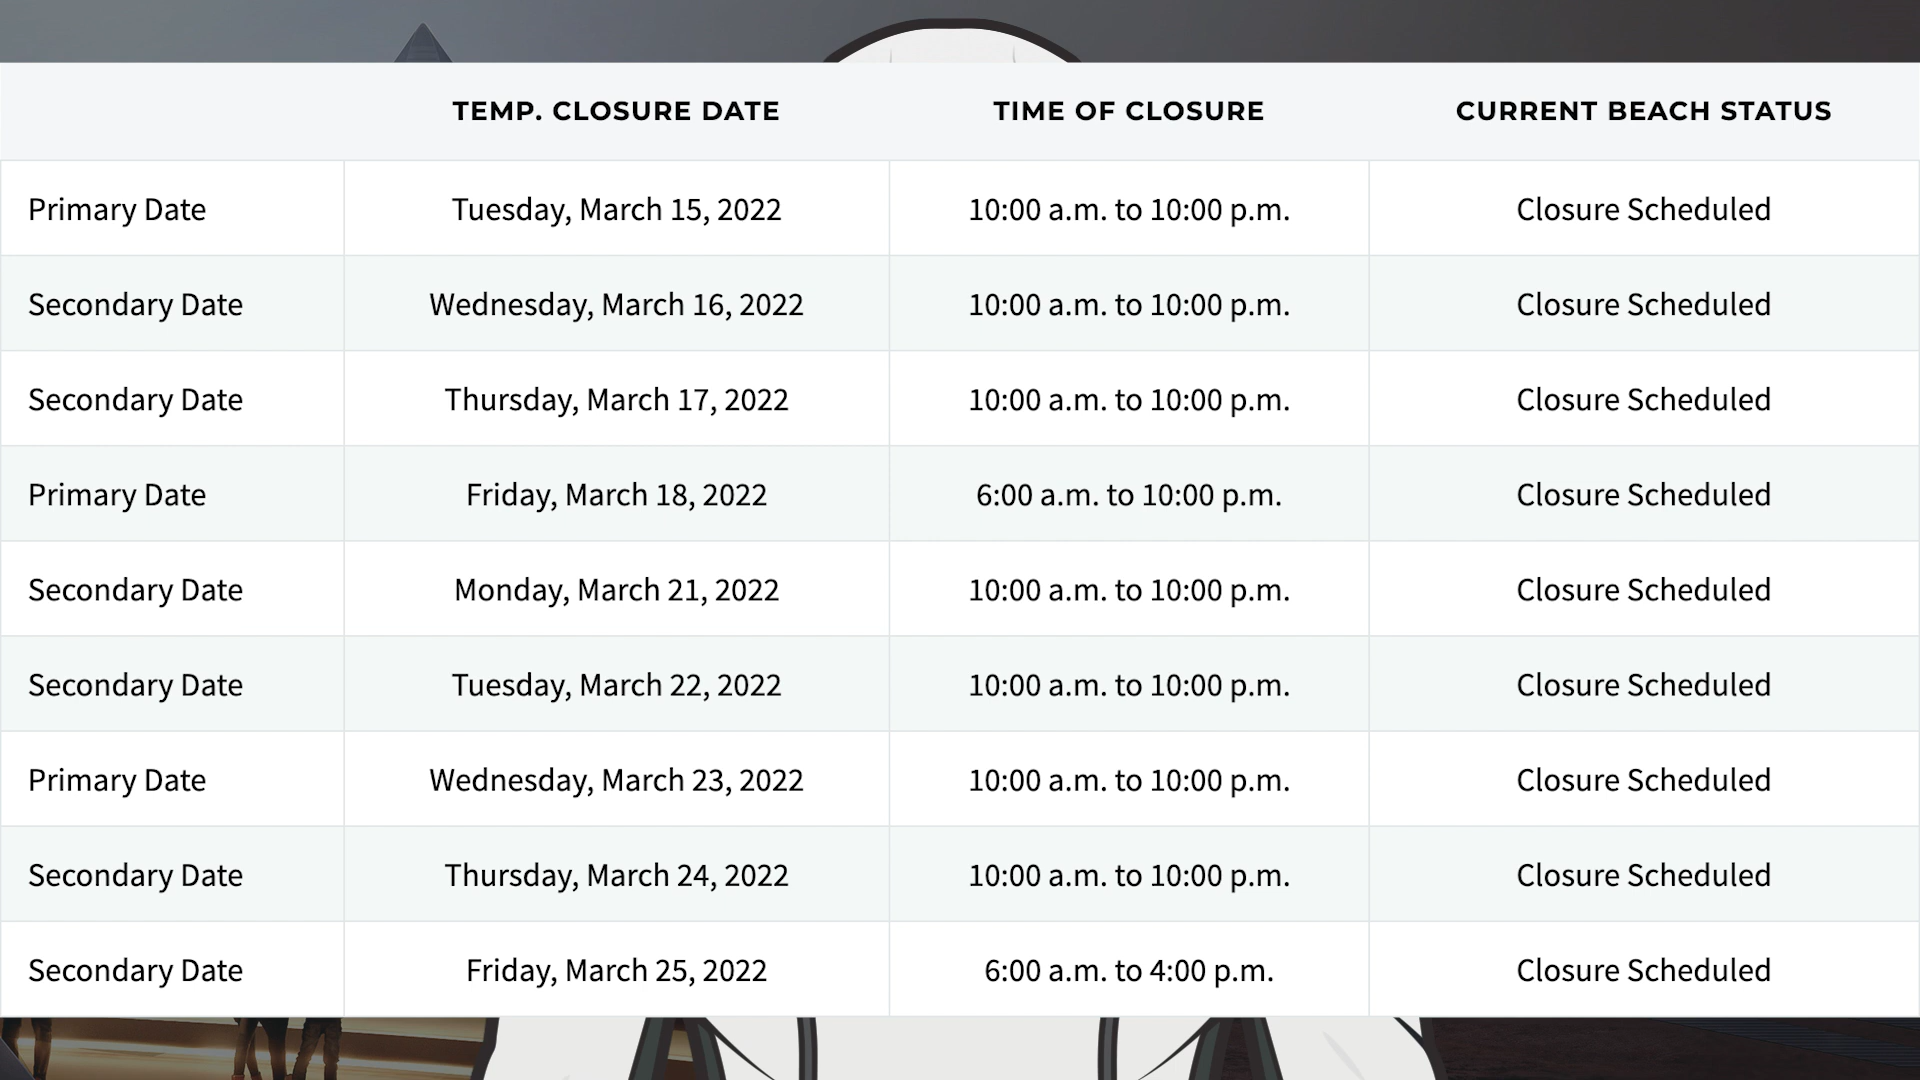 TEMP. CLOSURE DATE TIME OF CLOSURE CURRENT BEACH STATUS
Primary Date Tuesday, March 15, 2022 10:00 a.m. to 10:00 p.m. Closure Scheduled
Secondary Date Wednesday, March 16, 2022 10:00 a.m. to 10:00 p.m. Closure Scheduled
Secondary Date Thursday, March 17, 2022 10:00 a.m. to 10:00 p.m. Closure Scheduled
Primary Date Friday, March 18, 2022 6:00 a.m. to 10:00 p.m. Closure Scheduled
Secondary Date Monday, March 21, 2022 10:00 a.m. to 10:00 p.m. Closure Scheduled
Secondary Date Tuesday, March 22, 2022 10:00 a.m. to 10:00 p.m. Closure Scheduled
Primary Date Wednesday, March 23, 2022 10:00 a.m. to 10:00 p.m. Closure Scheduled
Secondary Date Thursday, March 24, 2022 10:00 a.m. to 10:00 p.m. Closure Scheduled
Secondary Date Friday, March 25, 2022 6:00 a.m. to 4:00 p.m. Closure Scheduled